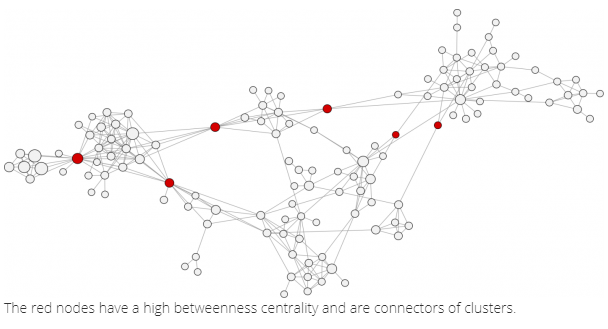 The red nodes have a high betweenness centrality and are connectors of clusters.